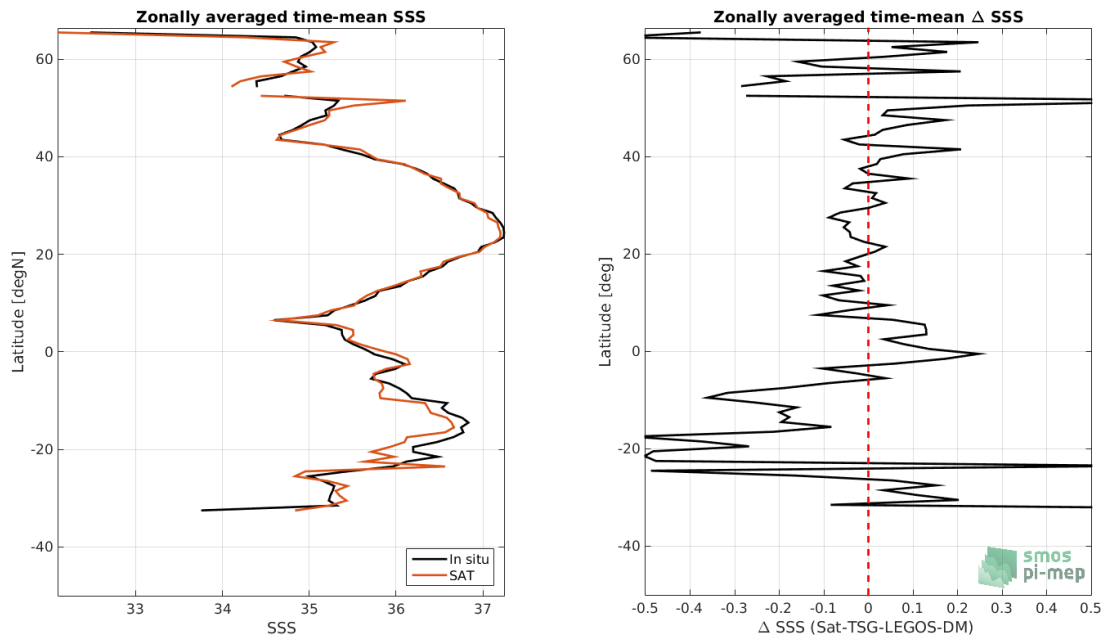 Zonally averaged time-mean SSS
60
40
20
0
-20
-40
Latitude [degN]
33
34
35
36
37
SSS
In situ
SAT
Zonally averaged time-mean Δ SSS
60
40
20
0
-20
-40
Latitude [deg]
-0.5
-0.4
-0.3
-0.2
-0.1
0
0.1
0.2
0.3
0.4
0.5
Δ SSS (Sat-TSG-LEGOS-DM)
smos
pi-mep